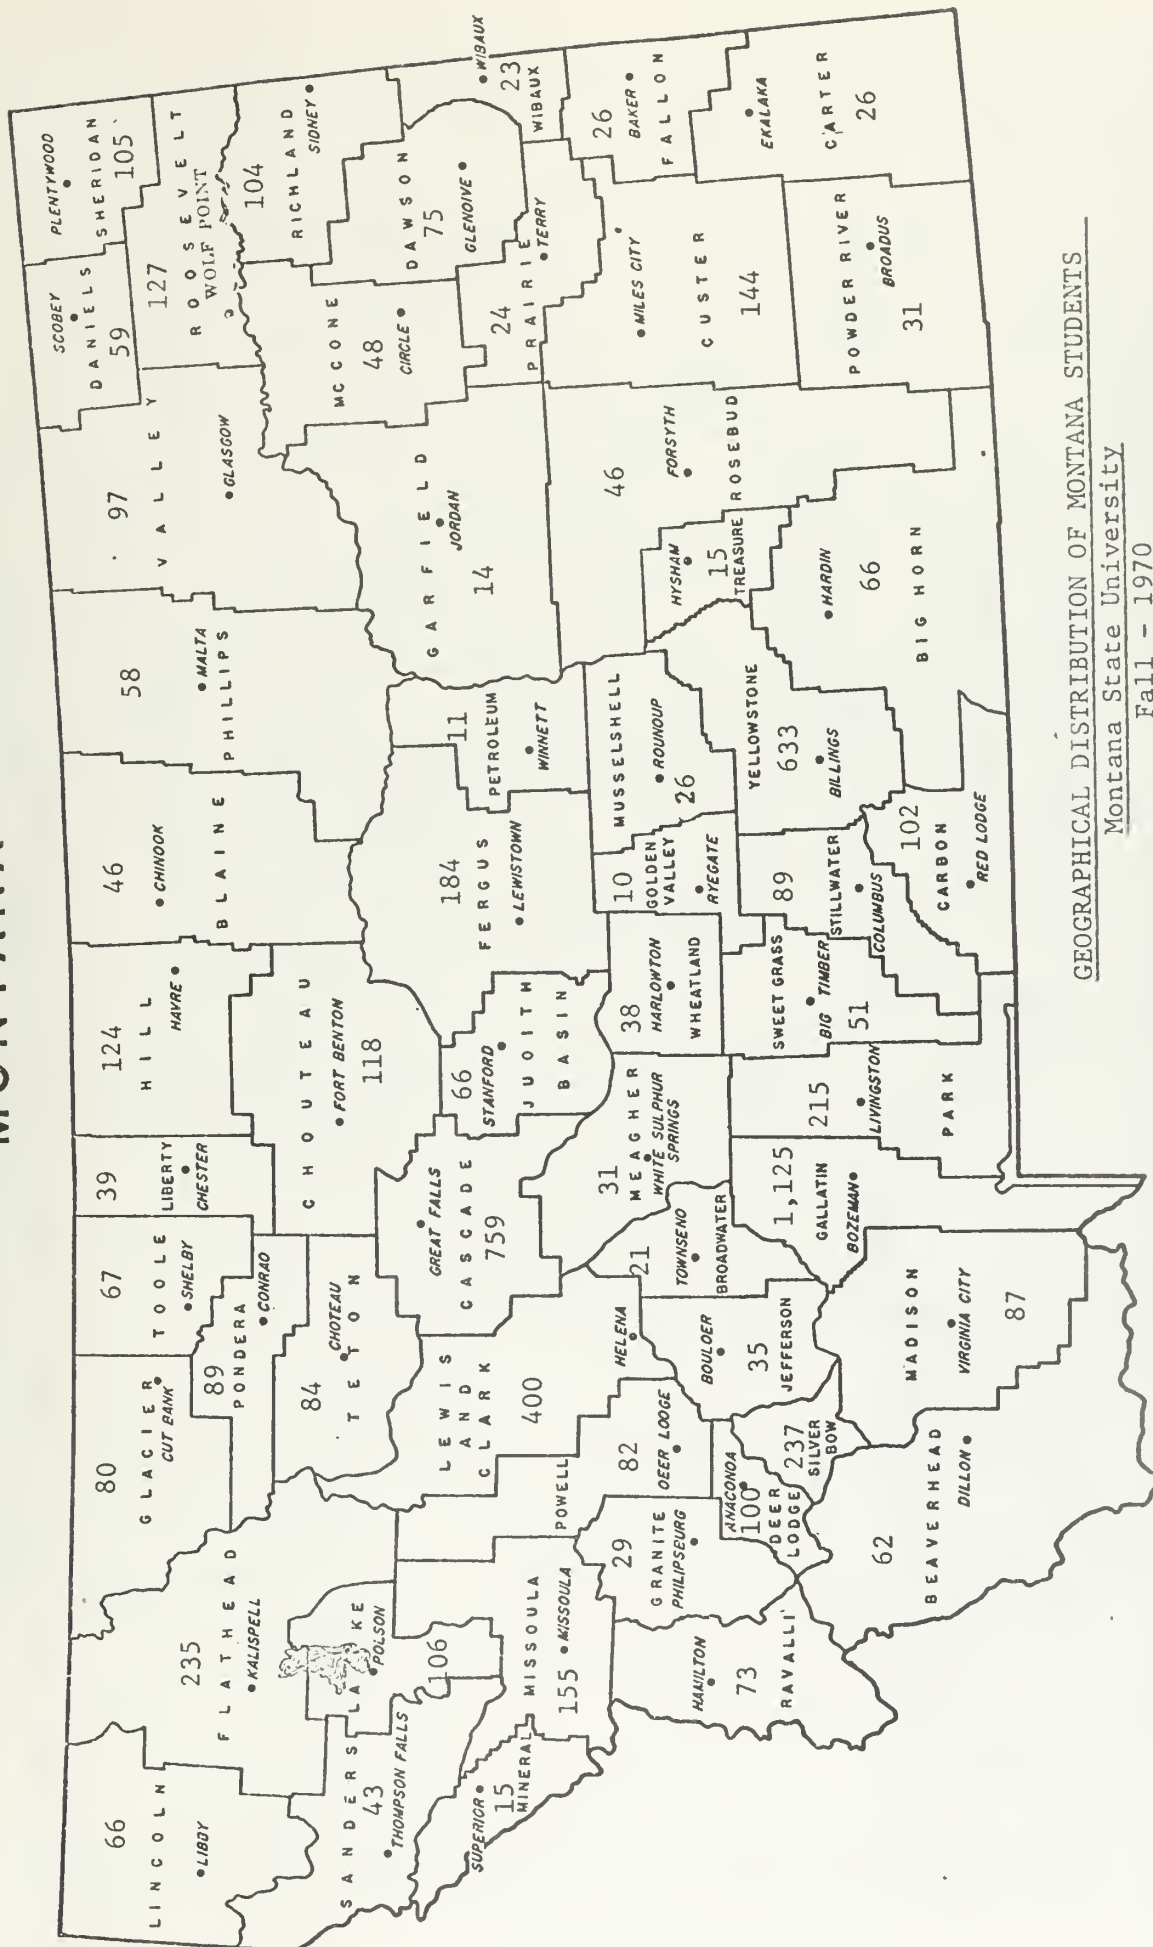 MONTANA
66
LINCOLN
LIBBY
235
FLATHEAD
KALISPELL
80
GLACIER
CUT BANK
67
TOOLE
SHELBY
39
LIBERTY
CHESTER
124
HILL
HAVRE
46
CHINOOK
BLAINE
58
MALTA
PHILLIPS
97
VALLEY
GLASGOW
SCOBEY
DANIELS
59
PLENTYWOOD
SHERIDAN
105
127
ROOSEVELT
WOLF POINT
89
PONDERA
CONRAD
84
CHOTEAU
TETON
CHOUTEAU
FORT BENTON
118
SANDERS
43
THOMPSON FALLS
LAKE
POLSON
106
SUPERIOR
15
MINERAL
MISSOULA
155
MISSOULA
POWELL
82
DEER LODGE
LEWIS
AND
CLARK
400
HELENA
GREAT FALLS
CASCADE
759
66
STANFORD
JUDITH
BASIN
184
FERGUS
LEWISTOWN
11
PETROLEUM
WINNETT
GARFIELD
JORDAN
14
MCCONE
48
CIRCLE
104
RICHLAND
SIDNEY
DAWSON
75
GLENDIVE
24
PRAIRIE
TERRY
WIBAUX
23
WIBAUX
29
GRANITE
PHILIPSBURG
HAMILTON
73
RAVALLI
ANACONDA
100
DEER
LODGE
237
SILVER
BOW
BOULDER
35
JEFFERSON
21
TOWNSEND
BROADWATER
31
MEAGHER
WHITE SULPHUR
SPRINGS
38
HARLOWTON
WHEATLAND
10
GOLDEN
VALLEY
RYEGATE
MUSSELSHELL
ROUNDUP
26
HYSHAM
15
TREASURE
46
FORSYTH
ROSEBUD
MILES CITY
CUSTER
144
26
BAKER
FALLON
62
BEAVERHEAD
DILLON
MADISON
VIRGINIA CITY
87
1,125
GALLATIN
BOZEMAN
215
LIVINGSTON
PARK
SWEET GRASS
BIG TIMBER
51
89
STILLWATER
COLUMBUS
102
CARBON
RED LODGE
YELLOWSTONE
633
BILLINGS
HARDIN
66
BIG HORN
POWDER RIVER
BROADUS
31
EKALAKA
CARTER
26
GEOGRAPHICAL DISTRIBUTION OF MONTANA STUDENTS
Montana State University
Fall - 1970